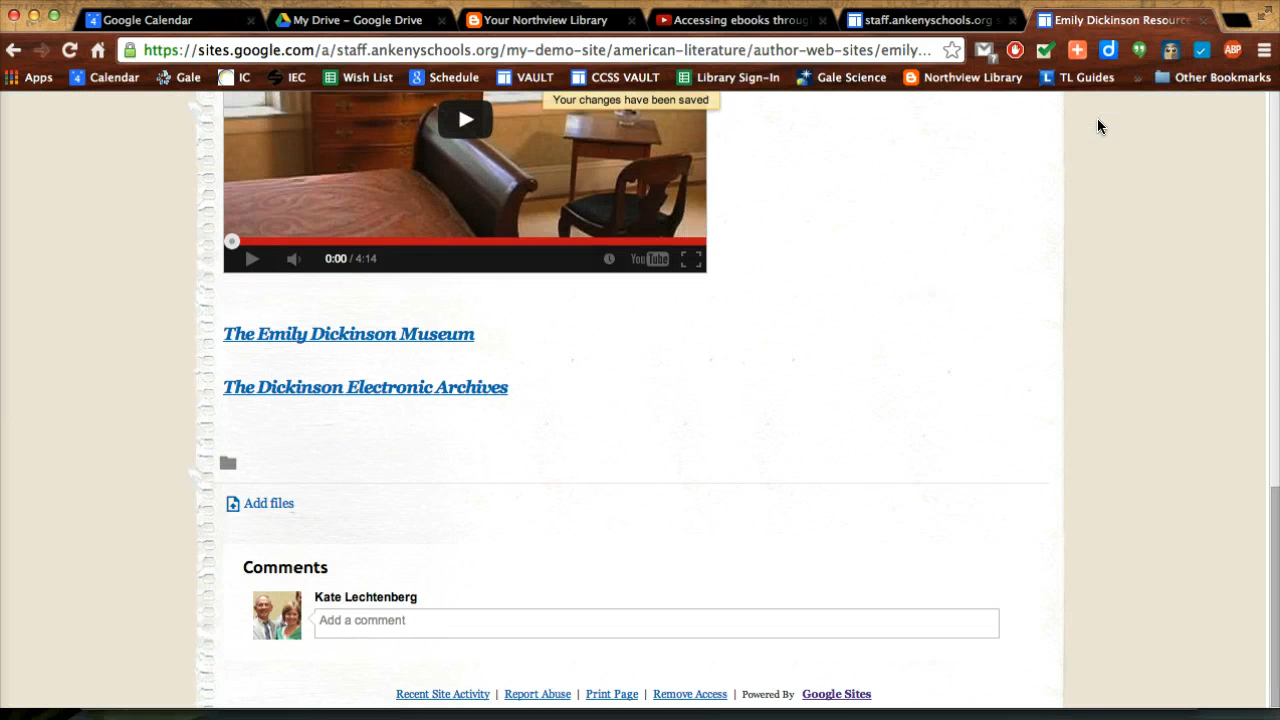 Google Calendar
My Drive – Google Drive
Your Northview Library
Accessing ebooks throug
staff.ankenyschools.org
Emily Dickinson Resourc
https://sites.google.com/a/staff.ankenyschools.org/my-demo-site/american-literature/author-web-sites/emily...
Apps
4 Calendar
Gale
IC
IEC
Wish List
8 Schedule
VAULT
CCSS VAULT
Library Sign-In
Gale Science
Northview Library
TL Guides
»
Other Bookmarks
Your changes have been saved
0:00 / 4:14
YouTube
The Emily Dickinson Museum
The Dickinson Electronic Archives
Add files
Comments
Kate Lechtenberg
Add a comment
Recent Site Activity | Report Abuse | Print Page | Remove Access | Powered By Google Sites